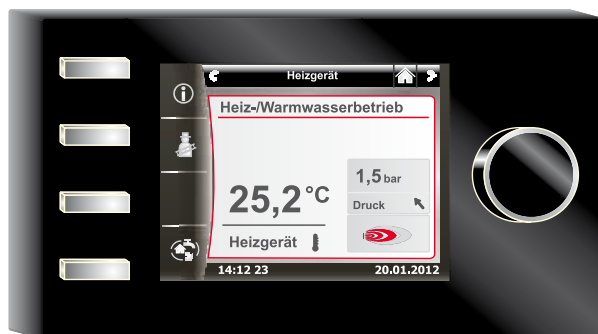 Heizgerät
Heiz-/Warmwasserbetrieb
1,5 bar
Druck
25,2 °C
Heizgerät
14:12 23 20.01.2012